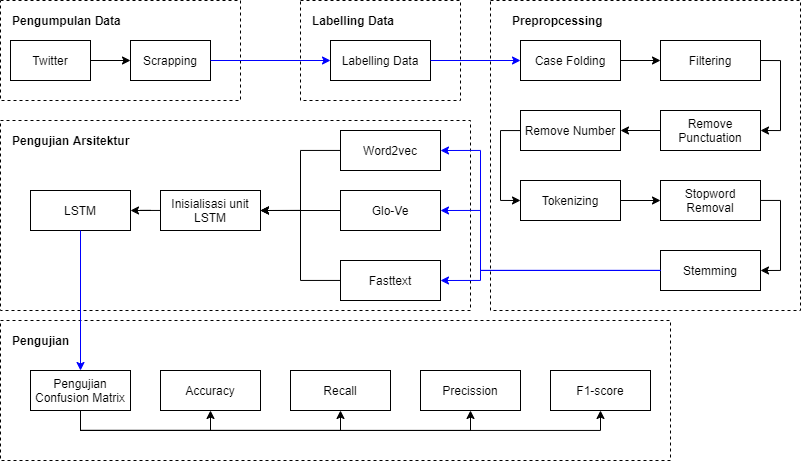 Pengumpulan Data
Twitter
Scrapping
Labelling Data
Labelling Data
Prepropcessing
Case Folding
Filtering
Remove Number
Remove
Punctuation
Tokenizing
Stopword
Removal
Stemming
Pengujian Arsitektur
Word2vec
Glo-Ve
Fasttext
Inisialisasi unit
LSTM
LSTM
Pengujian
Pengujian
Confusion Matrix
Accuracy
Recall
Precission
F1-score